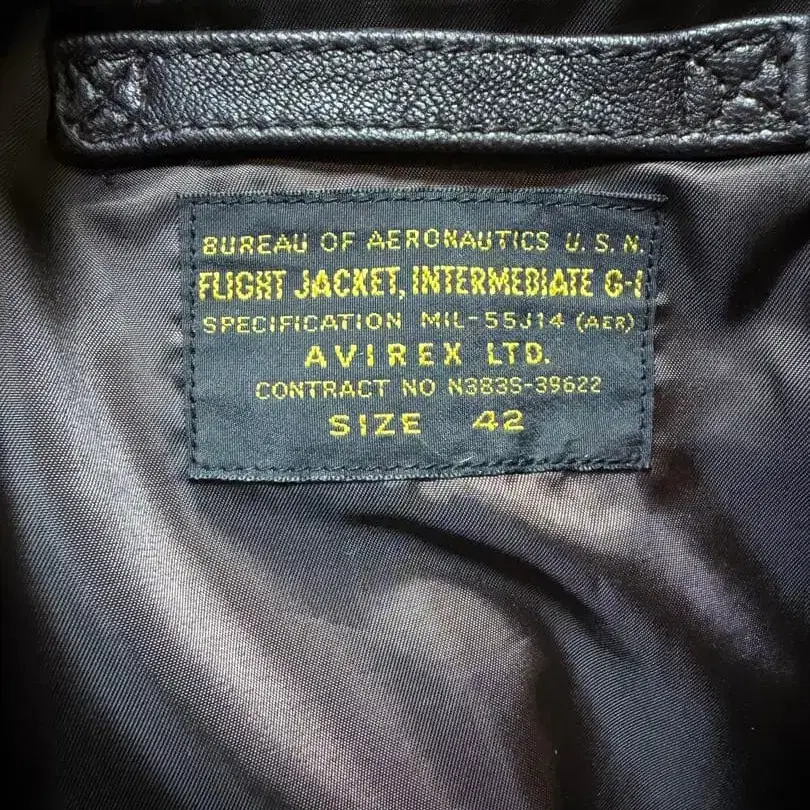 BUREAU OF AERONAUTICS U. S. N.
FLIGHT JACKET, INTERMEDIATE G-1
SPECIFICATION MIL-55J14 (AER)
AVIREX LTD.
CONTRACT NO N383S-39622
SIZE 42